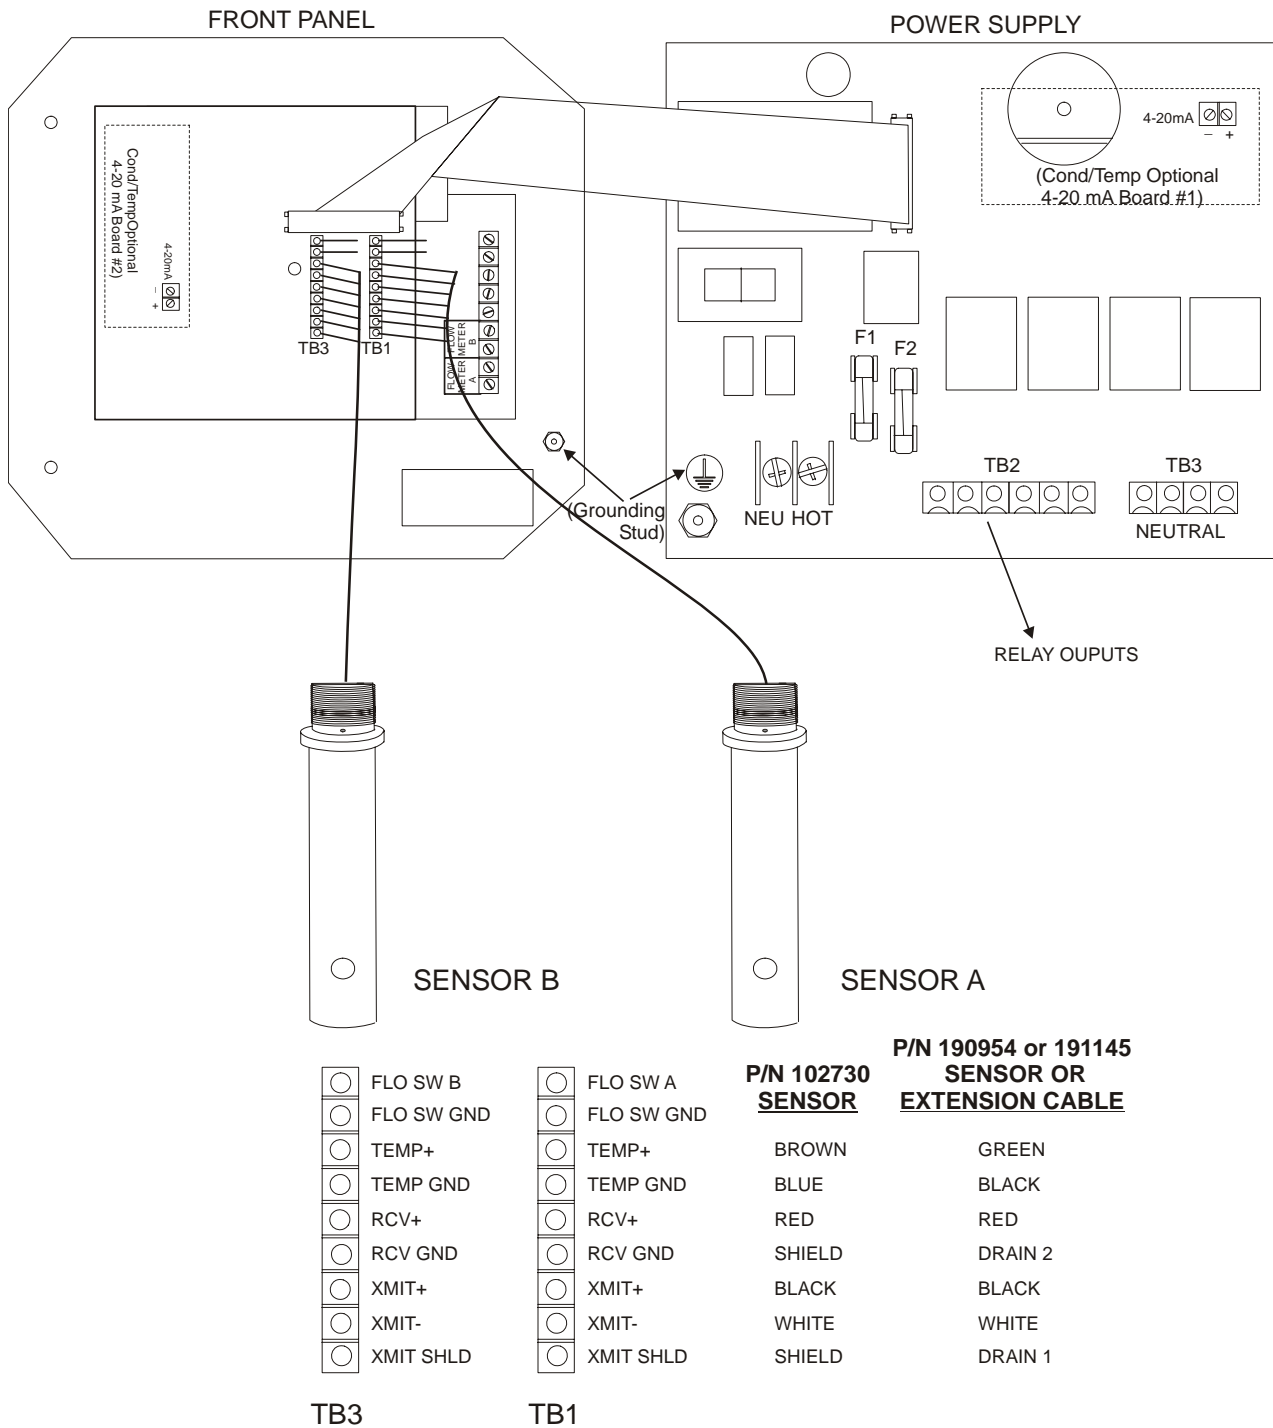 FRONT PANEL
POWER SUPPLY
Cond/TempOptional
4-20 mA Board #2)
4-20mA
– +
4-20mA
– +
(Cond/Temp Optional
4-20 mA Board #1)
TB3
TB1
FLOW
METER
B
FLOW
METER
A
F1
F2
(Grounding
Stud)
NEU HOT
TB2
TB3
NEUTRAL
RELAY OUPUTS
SENSOR B
SENSOR A
P/N 102730
SENSOR
P/N 190954 or 191145
SENSOR OR
EXTENSION CABLE
FLO SW B FLO SW A
FLO SW GND FLO SW GND
TEMP+ TEMP+ BROWN GREEN
TEMP GND TEMP GND BLUE BLACK
RCV+ RCV+ RED RED
RCV GND RCV GND SHIELD DRAIN 2
XMIT+ XMIT+ BLACK BLACK
XMIT- XMIT- WHITE WHITE
XMIT SHLD XMIT SHLD SHIELD DRAIN 1
TB3 TB1